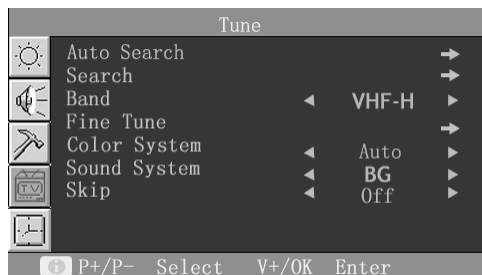 Tune
Auto Search
Search
Band VHF-H
Fine Tune
Color System Auto
Sound System BG
Skip Off
TV
i P+/P- Select V+/OK Enter